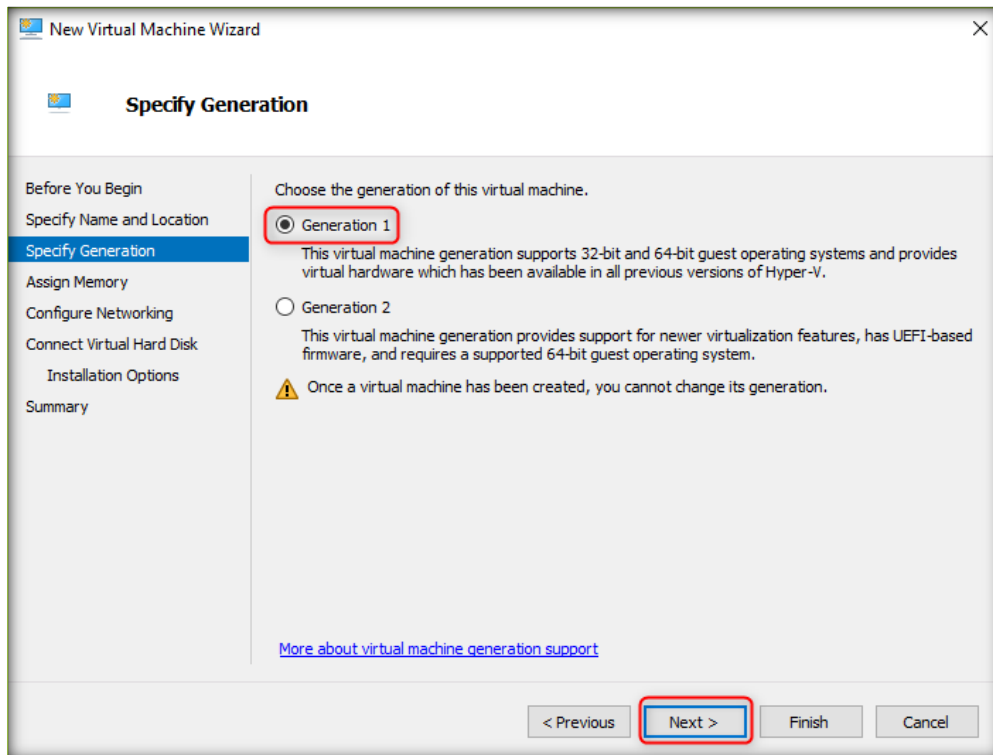 New Virtual Machine Wizard
Specify Generation
Before You Begin
Specify Name and Location
Specify Generation
Assign Memory
Configure Networking
Connect Virtual Hard Disk
Installation Options
Summary
Choose the generation of this virtual machine.
Generation 1
This virtual machine generation supports 32-bit and 64-bit guest operating systems and provides
virtual hardware which has been available in all previous versions of Hyper-V.
Generation 2
This virtual machine generation provides support for newer virtualization features, has UEFI-based
firmware, and requires a supported 64-bit guest operating system.
Once a virtual machine has been created, you cannot change its generation.
More about virtual machine generation support
< Previous
Next >
Finish
Cancel